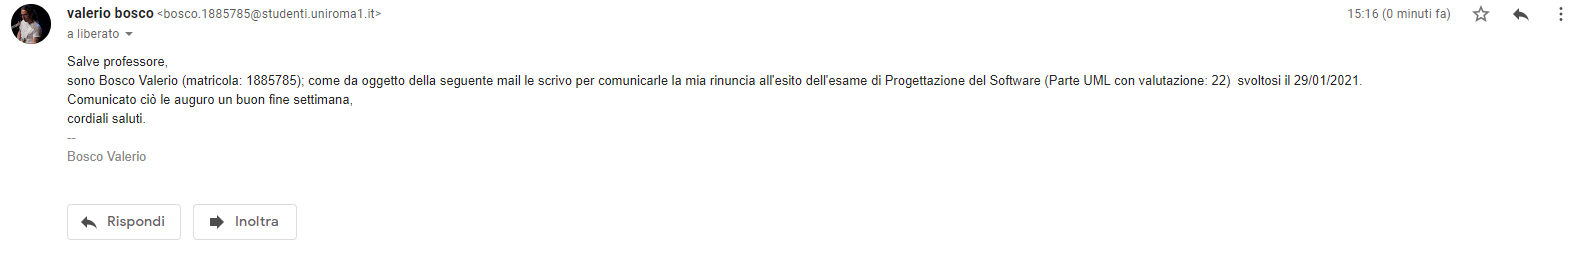 valerio bosco <bosco.1885785@studenti.uniroma1.it> 15:16 (0 minuti fa)
a liberato
Salve professore,
sono Bosco Valerio (matricola: 1885785); come da oggetto della seguente mail le scrivo per comunicarle la mia rinuncia all'esito dell'esame di Progettazione del Software (Parte UML con valutazione: 22)  svoltosi il 29/01/2021.
Comunicato ciò le auguro un buon fine settimana,
cordiali saluti.
--
Bosco Valerio
Rispondi Inoltra